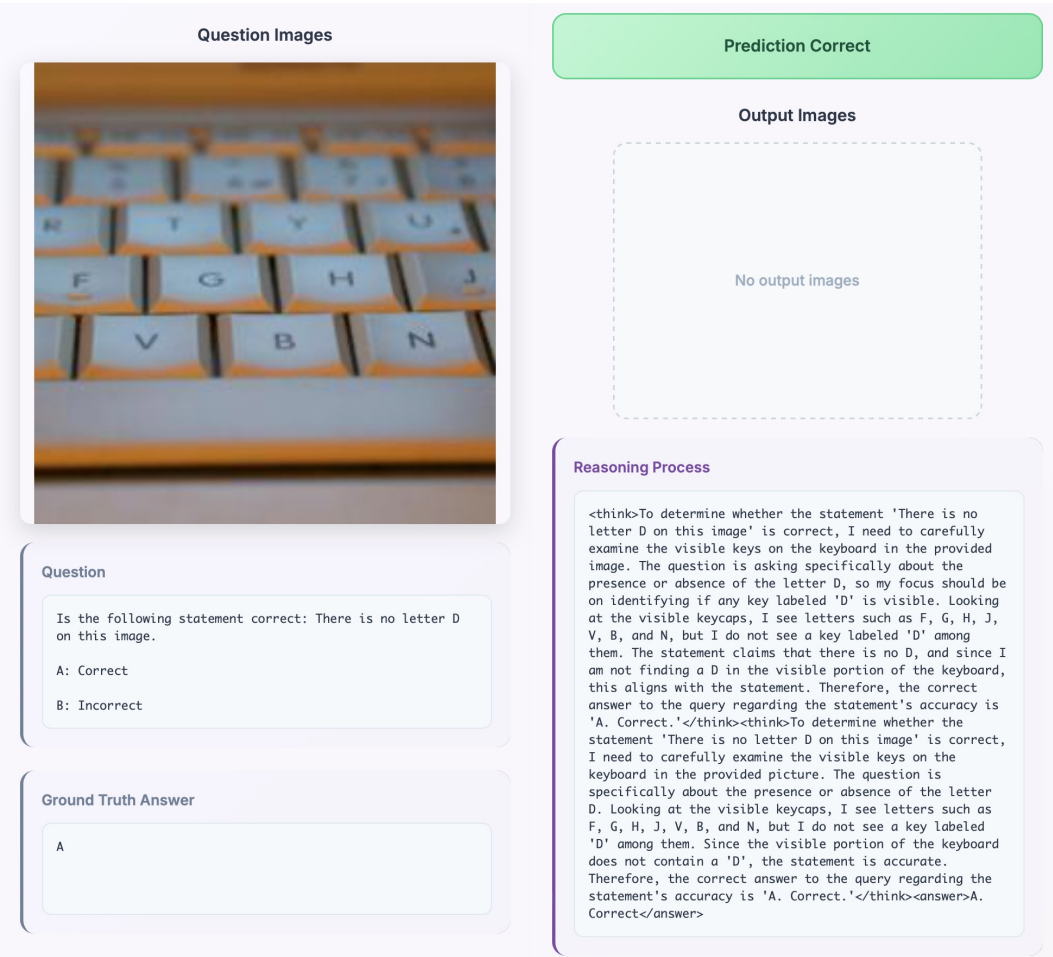 Question Images
R T Y U
F G H J
V B N
Question
Is the following statement correct: There is no letter D
on this image.
A: Correct
B: Incorrect
Ground Truth Answer
A
Prediction Correct
Output Images
No output images
Reasoning Process
<think>To determine whether the statement 'There is no
letter D on this image' is correct, I need to carefully
examine the visible keys on the keyboard in the provided
image. The question is asking specifically about the
presence or absence of the letter D, so my focus should be
on identifying if any key labeled 'D' is visible. Looking
at the visible keycaps, I see letters such as F, G, H, J,
V, B, and N, but I do not see a key labeled 'D' among
them. The statement claims that there is no D, and since I
am not finding a D in the visible portion of the keyboard,
this aligns with the statement. Therefore, the correct
answer to the query regarding the statement's accuracy is
'A. Correct.'</think><think>To determine whether the
statement 'There is no letter D on this image' is correct,
I need to carefully examine the visible keys on the
keyboard in the provided picture. The question is
specifically about the presence or absence of the letter
D. Looking at the visible keycaps, I see letters such as
F, G, H, J, V, B, and N, but I do not see a key labeled
'D' among them. Since the visible portion of the keyboard
does not contain a 'D', the statement is accurate.
Therefore, the correct answer to the query regarding the
statement's accuracy is 'A. Correct.'</think><answer>A.
Correct</answer>